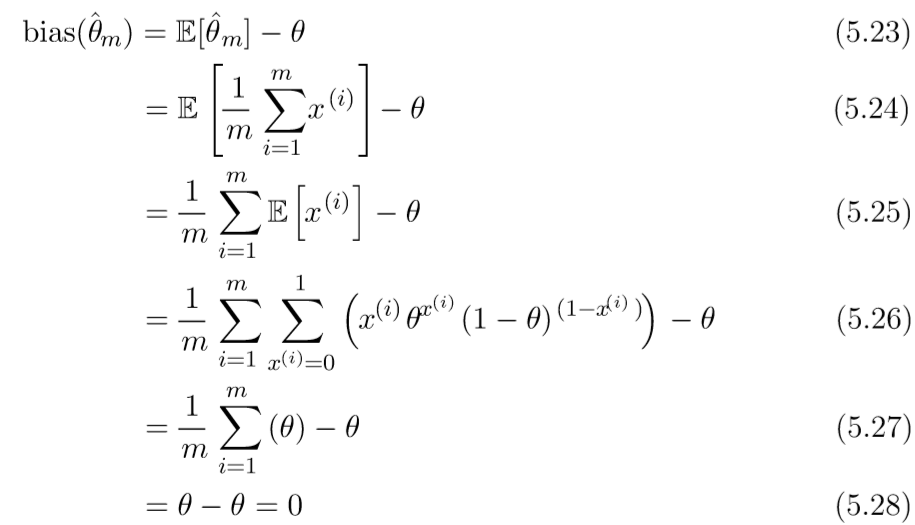 bias(θ̂_m) = 𝔼[θ̂_m] − θ (5.23)
= 𝔼 [ 1/m ∑_{i=1}^{m} x^{(i)} ] − θ (5.24)
= 1/m ∑_{i=1}^{m} 𝔼 [ x^{(i)} ] − θ (5.25)
= 1/m ∑_{i=1}^{m} ∑_{x^{(i)}=0}^{1} ( x^{(i)} θ^{x^{(i)}} (1 − θ)^{(1−x^{(i)})} ) − θ (5.26)
= 1/m ∑_{i=1}^{m} (θ) − θ (5.27)
= θ − θ = 0 (5.28)